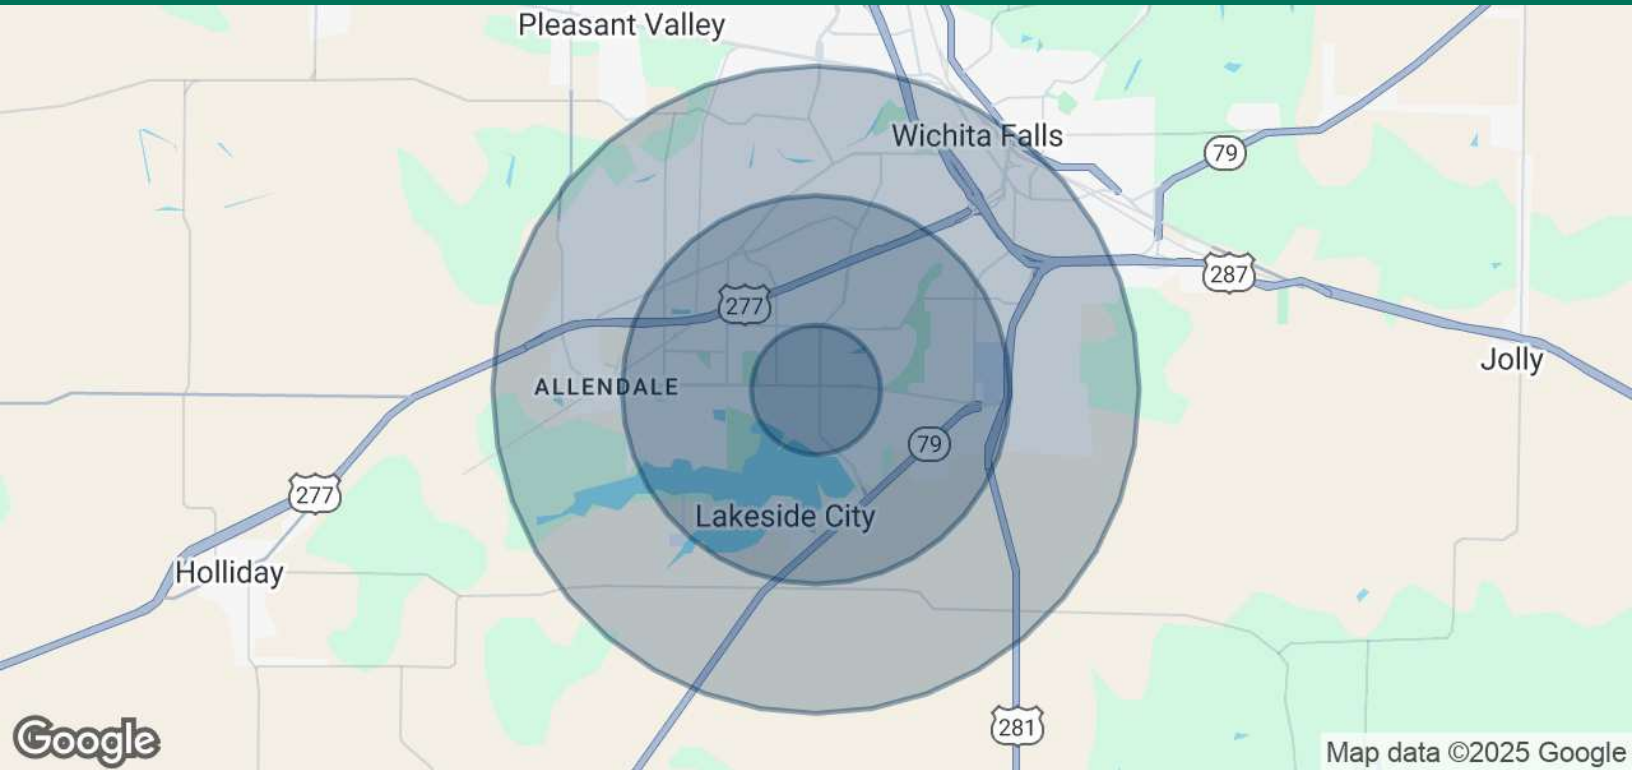 Pleasant Valley
Wichita Falls
79
287
277
Jolly
ALLENDALE
79
277
Lakeside City
Holliday
281
Google
Map data ©2025 Google